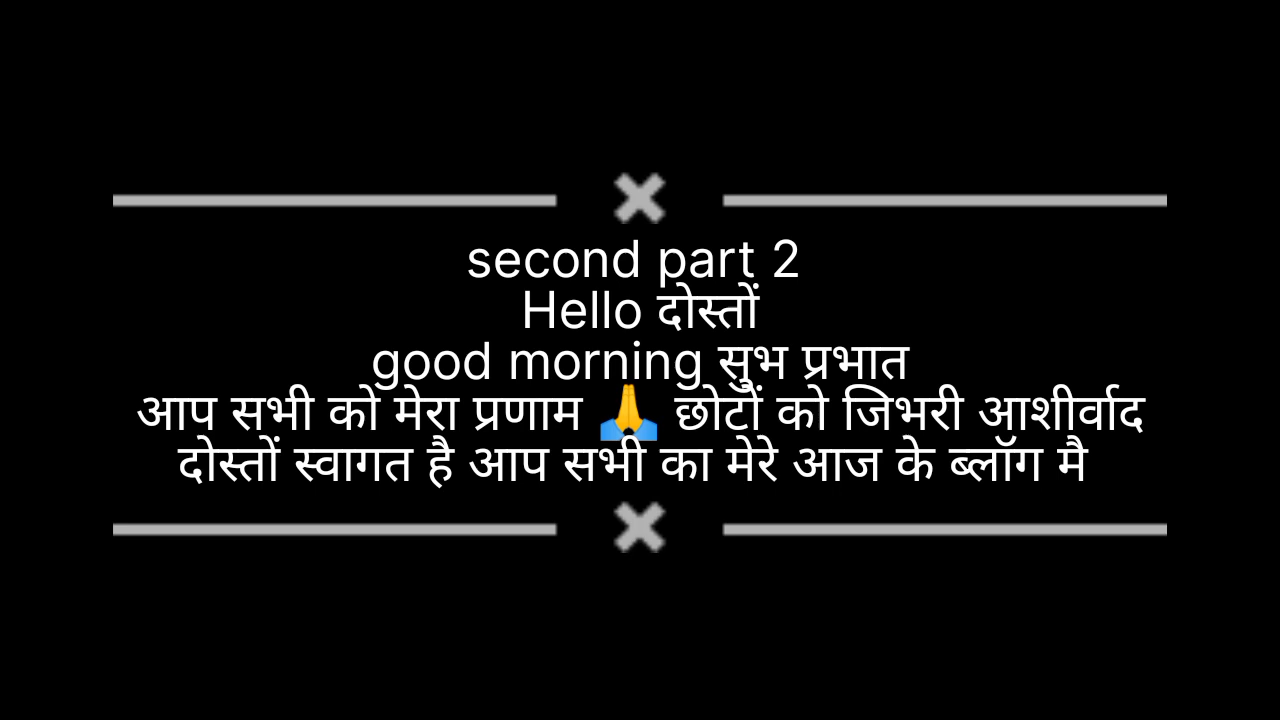 second part 2
Hello दोस्तों
good morning सुभ प्रभात
आप सभी को मेरा प्रणाम 🙏 छोटों को जिभरी आशीर्वाद
दोस्तों स्वागत है आप सभी का मेरे आज के ब्लॉग मै